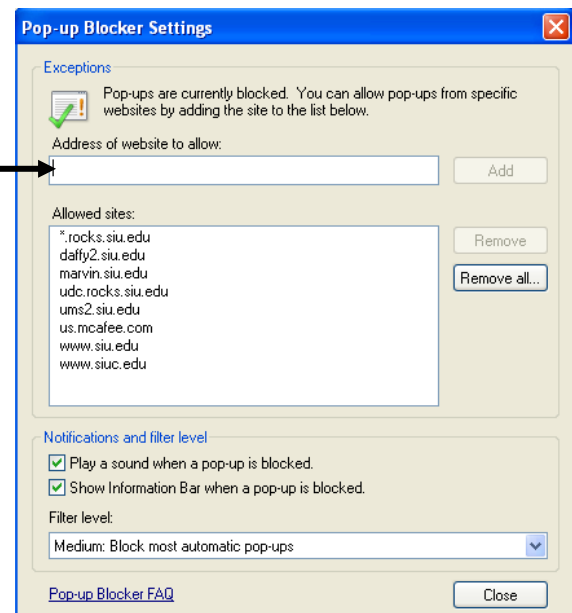 Pop-up Blocker Settings
Exceptions
Pop-ups are currently blocked. You can allow pop-ups from specific
websites by adding the site to the list below.
Address of website to allow:
Add
Allowed sites:
*.rocks.siu.edu
daffy2.siu.edu
marvin.siu.edu
udc.rocks.siu.edu
ums2.siu.edu
us.mcafee.com
www.siu.edu
www.siuc.edu
Remove
Remove all...
Notifications and filter level
Play a sound when a pop-up is blocked.
Show Information Bar when a pop-up is blocked.
Filter level:
Medium: Block most automatic pop-ups
Pop-up Blocker FAQ
Close